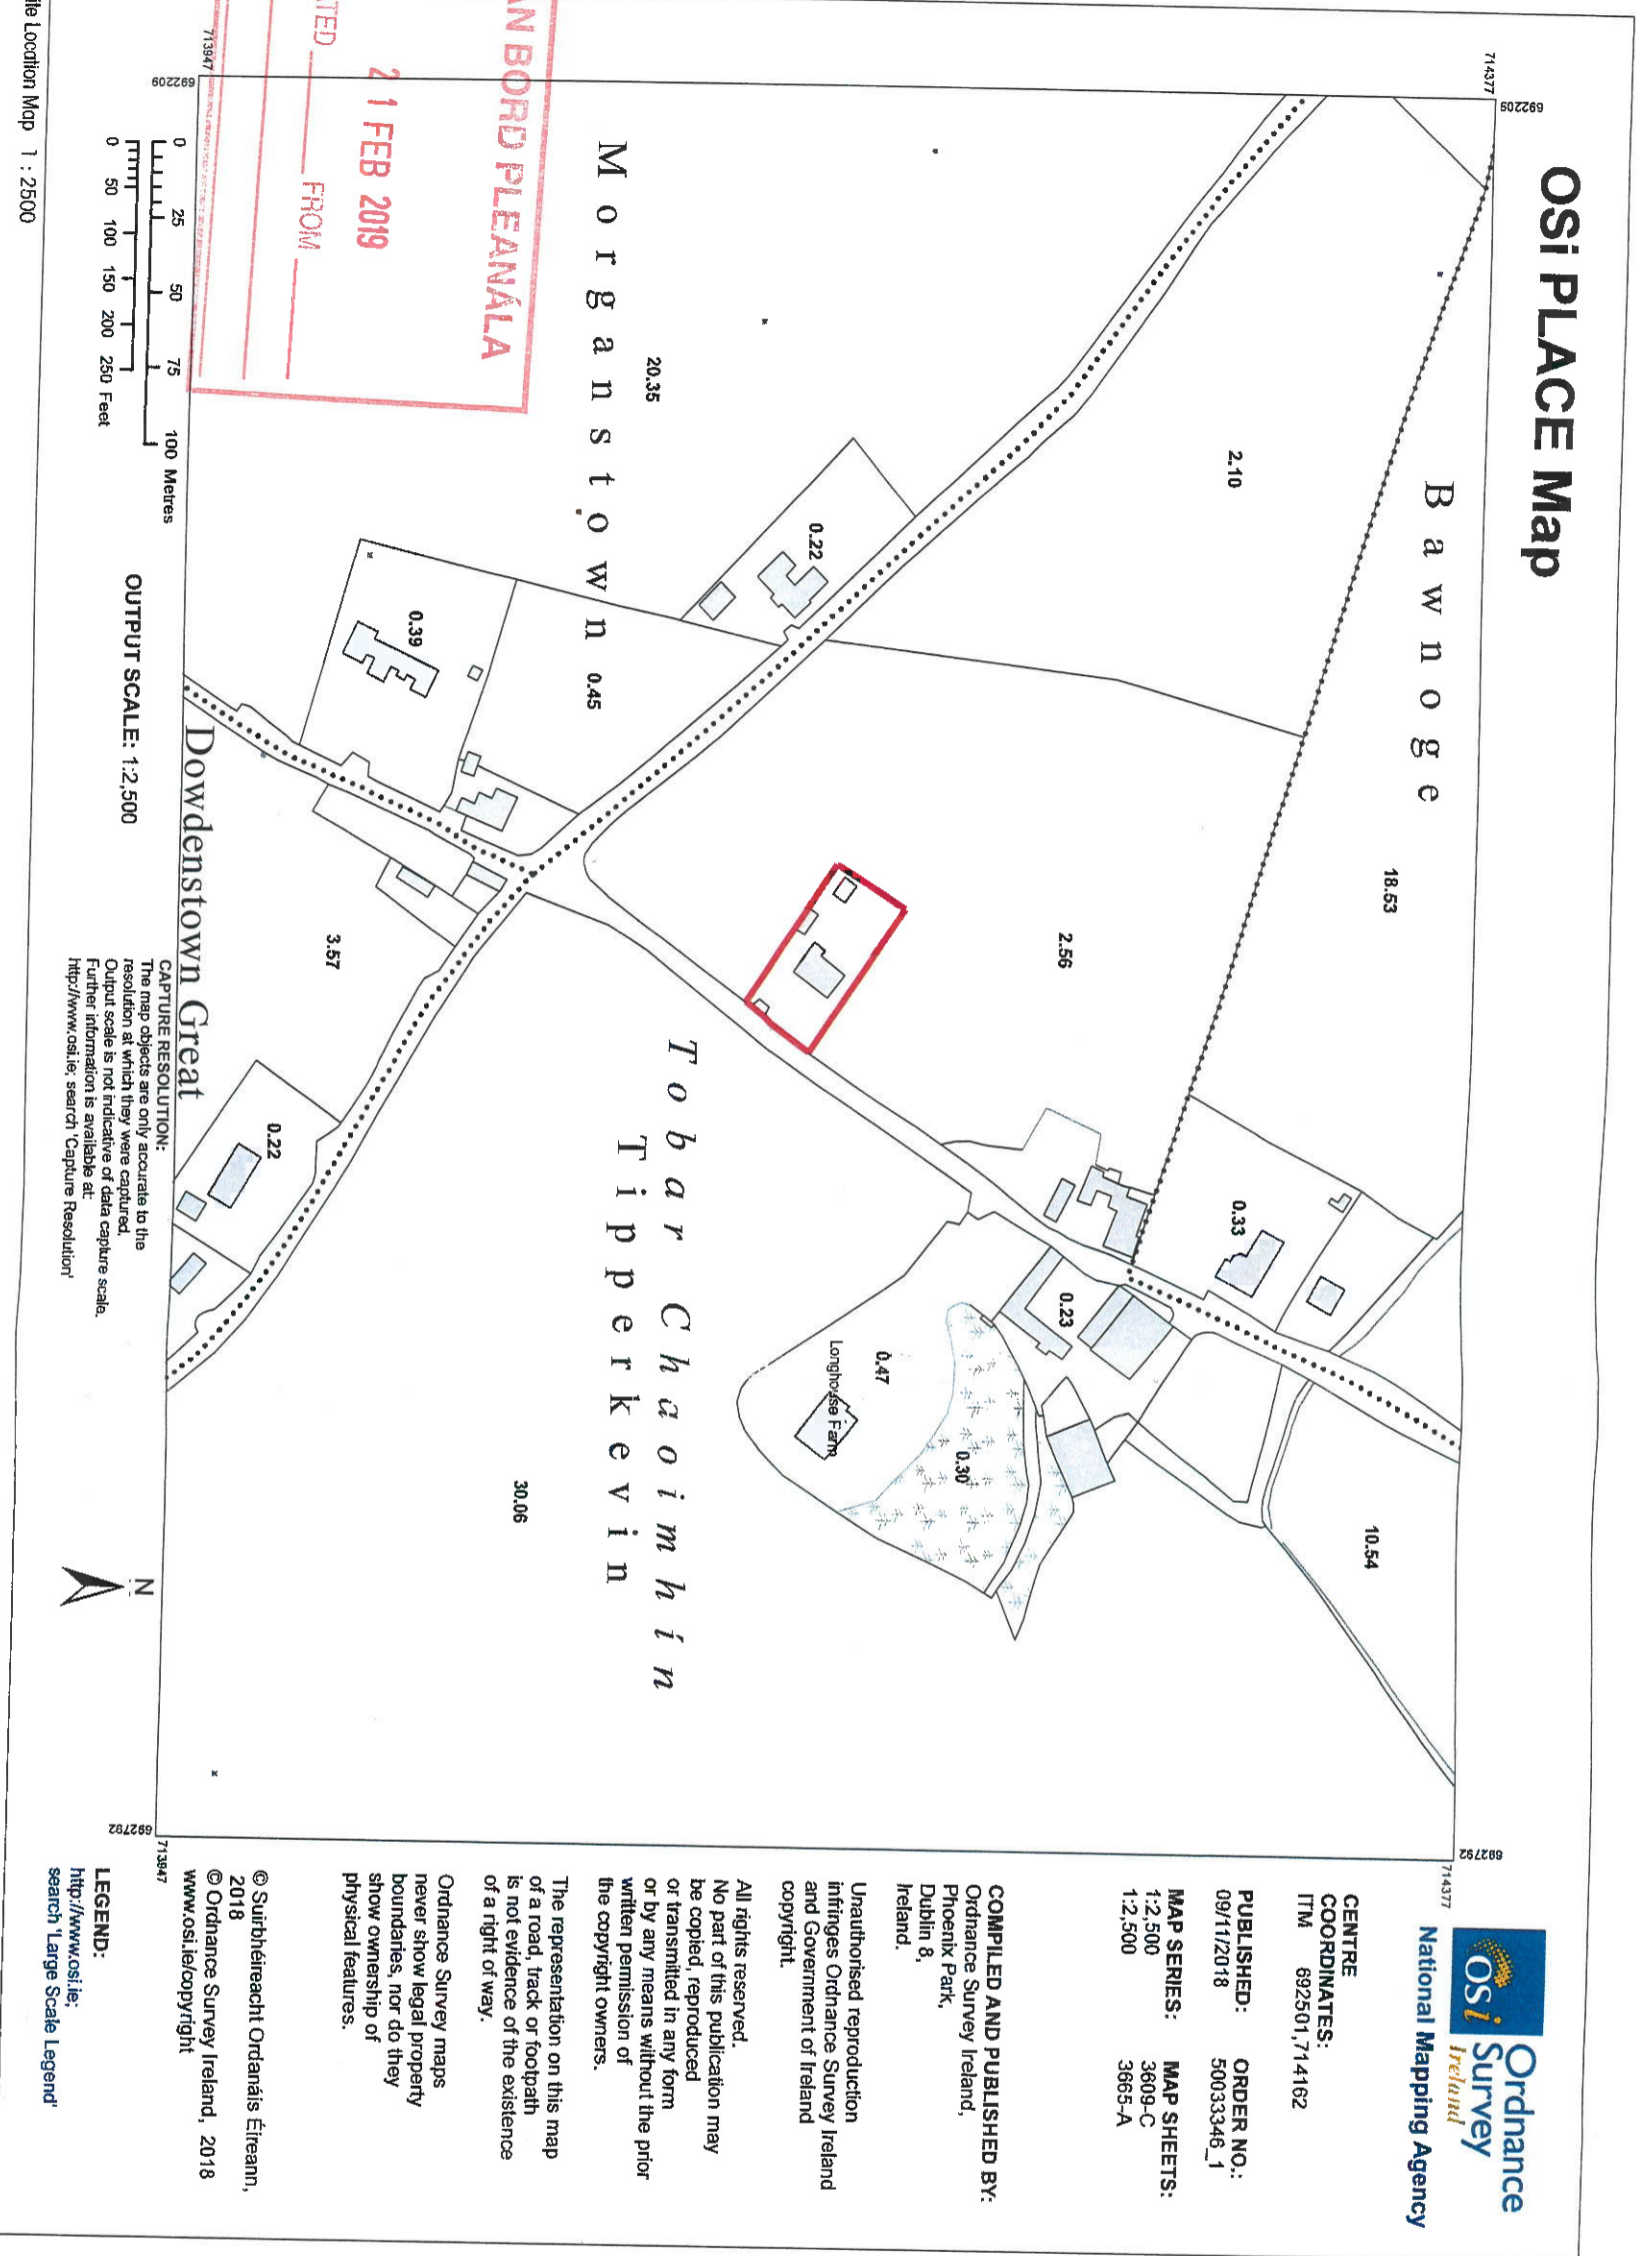 OSi PLACE Map
Ordnance
Survey
Ireland
OSi
National Mapping Agency
714377
692209
692792
714377
713947
692209
692792
713947
CENTRE
COORDINATES:
ITM 692501,714162
PUBLISHED: ORDER NO.:
09/11/2018 50033346_1
MAP SERIES: MAP SHEETS:
1:2,500 3609-C
1:2,500 3665-A
COMPILED AND PUBLISHED BY:
Ordnance Survey Ireland,
Phoenix Park,
Dublin 8,
Ireland.
Unauthorised reproduction
infringes Ordnance Survey Ireland
and Government of Ireland
copyright.
All rights reserved.
No part of this publication may
be copied, reproduced
or transmitted in any form
or by any means without the prior
written permission of
the copyright owners.
The representation on this map
of a road, track or footpath
is not evidence of the existence
of a right of way.
Ordnance Survey maps
never show legal property
boundaries, nor do they
show ownership of
physical features.
© Suirbhéireacht Ordanáis Éireann,
2018
© Ordnance Survey Ireland, 2018
www.osi.ie/copyright
LEGEND:
http://www.osi.ie;
search 'Large Scale Legend'
Bawnoge
18.53
2.10
10.54
0.33
2.56
0.23
0.22
0.47
Longhouse Farm
0.30
20.35
Morganstown
0.45
Tobar Chaoimhín
Tipperkevin
30.06
0.39
3.57
0.22
Dowdenstown Great
AN BORD PLEANÁLA
21 FEB 2019
TED FROM
0 25 50 75 100 Metres
0 50 100 150 200 250 Feet
OUTPUT SCALE: 1:2,500
CAPTURE RESOLUTION:
The map objects are only accurate to the
resolution at which they were captured.
Output scale is not indicative of data capture scale.
Further information is available at:
http://www.osi.ie; search 'Capture Resolution'
N
ite Location Map 1 : 2500